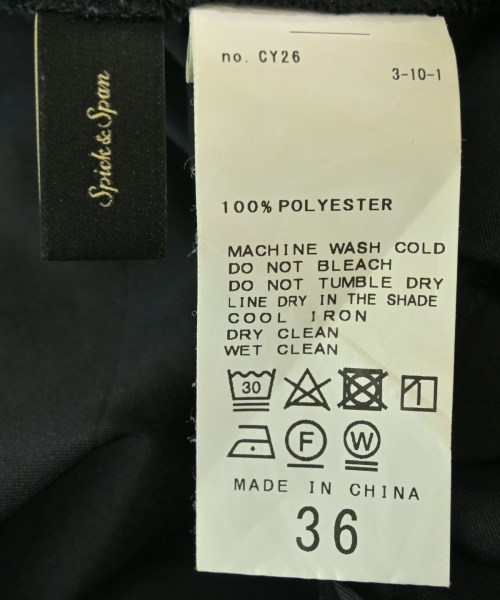 Spick & Span
no. CY26
3-10-1
100% POLYESTER
MACHINE WASH COLD
DO NOT BLEACH
DO NOT TUMBLE DRY
LINE DRY IN THE SHADE
COOL IRON
DRY CLEAN
WET CLEAN
30
F W
MADE IN CHINA
36